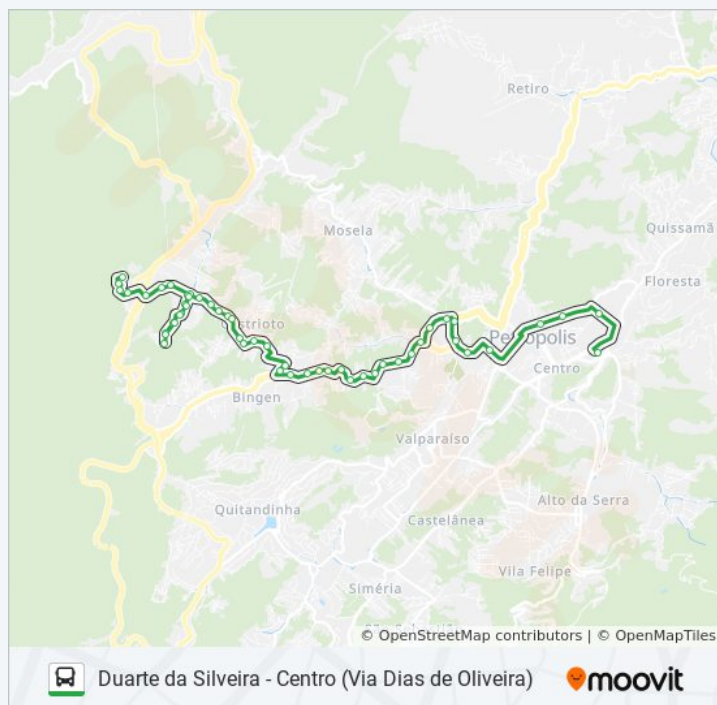 Retiro
Quissamã
Mosela
Floresta
Petrópolis
Centro
Bingen
Valparaíso
Quitandinha
Alto da Serra
Castelânea
Vila Felipe
Siméria
© OpenStreetMap contributors | © OpenMapTiles
Duarte da Silveira - Centro (Via Dias de Oliveira)
moovit